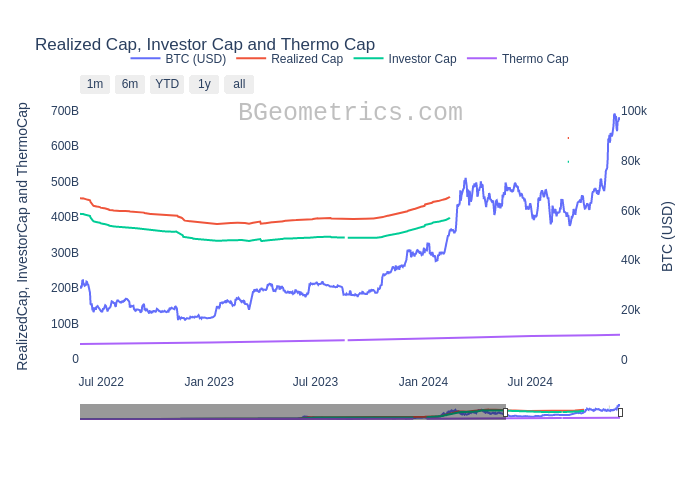 Realized Cap, Investor Cap and Thermo Cap
BTC (USD) Realized Cap Investor Cap Thermo Cap
1m 6m YTD 1y all
BGeometrics.com
700B
600B
500B
400B
300B
200B
100B
0
RealizedCap, InvestorCap and ThermoCap
100k
80k
60k
40k
20k
0
BTC (USD)
Jul 2022 Jan 2023 Jul 2023 Jan 2024 Jul 2024